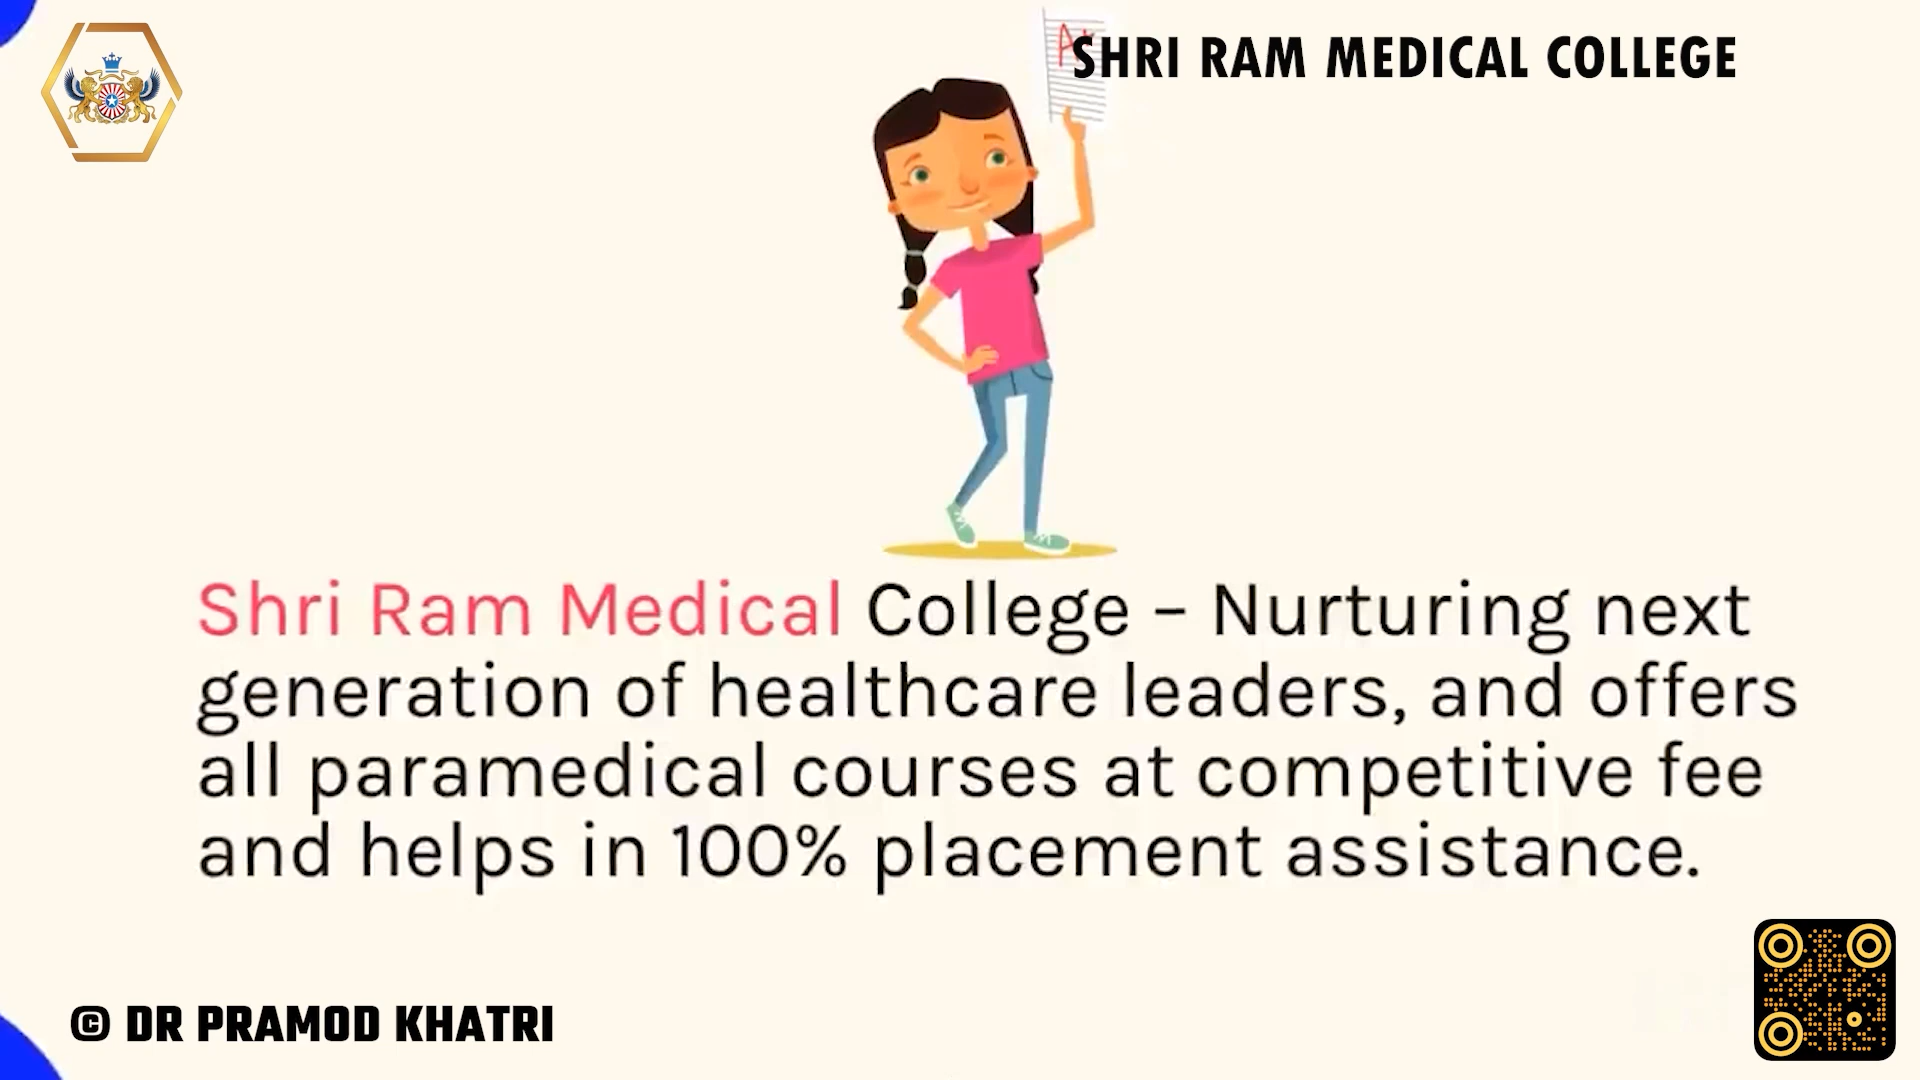 A+
SHRI RAM MEDICAL COLLEGE
Shri Ram Medical College – Nurturing next
generation of healthcare leaders, and offers
all paramedical courses at competitive fee
and helps in 100% placement assistance.
© DR PRAMOD KHATRI